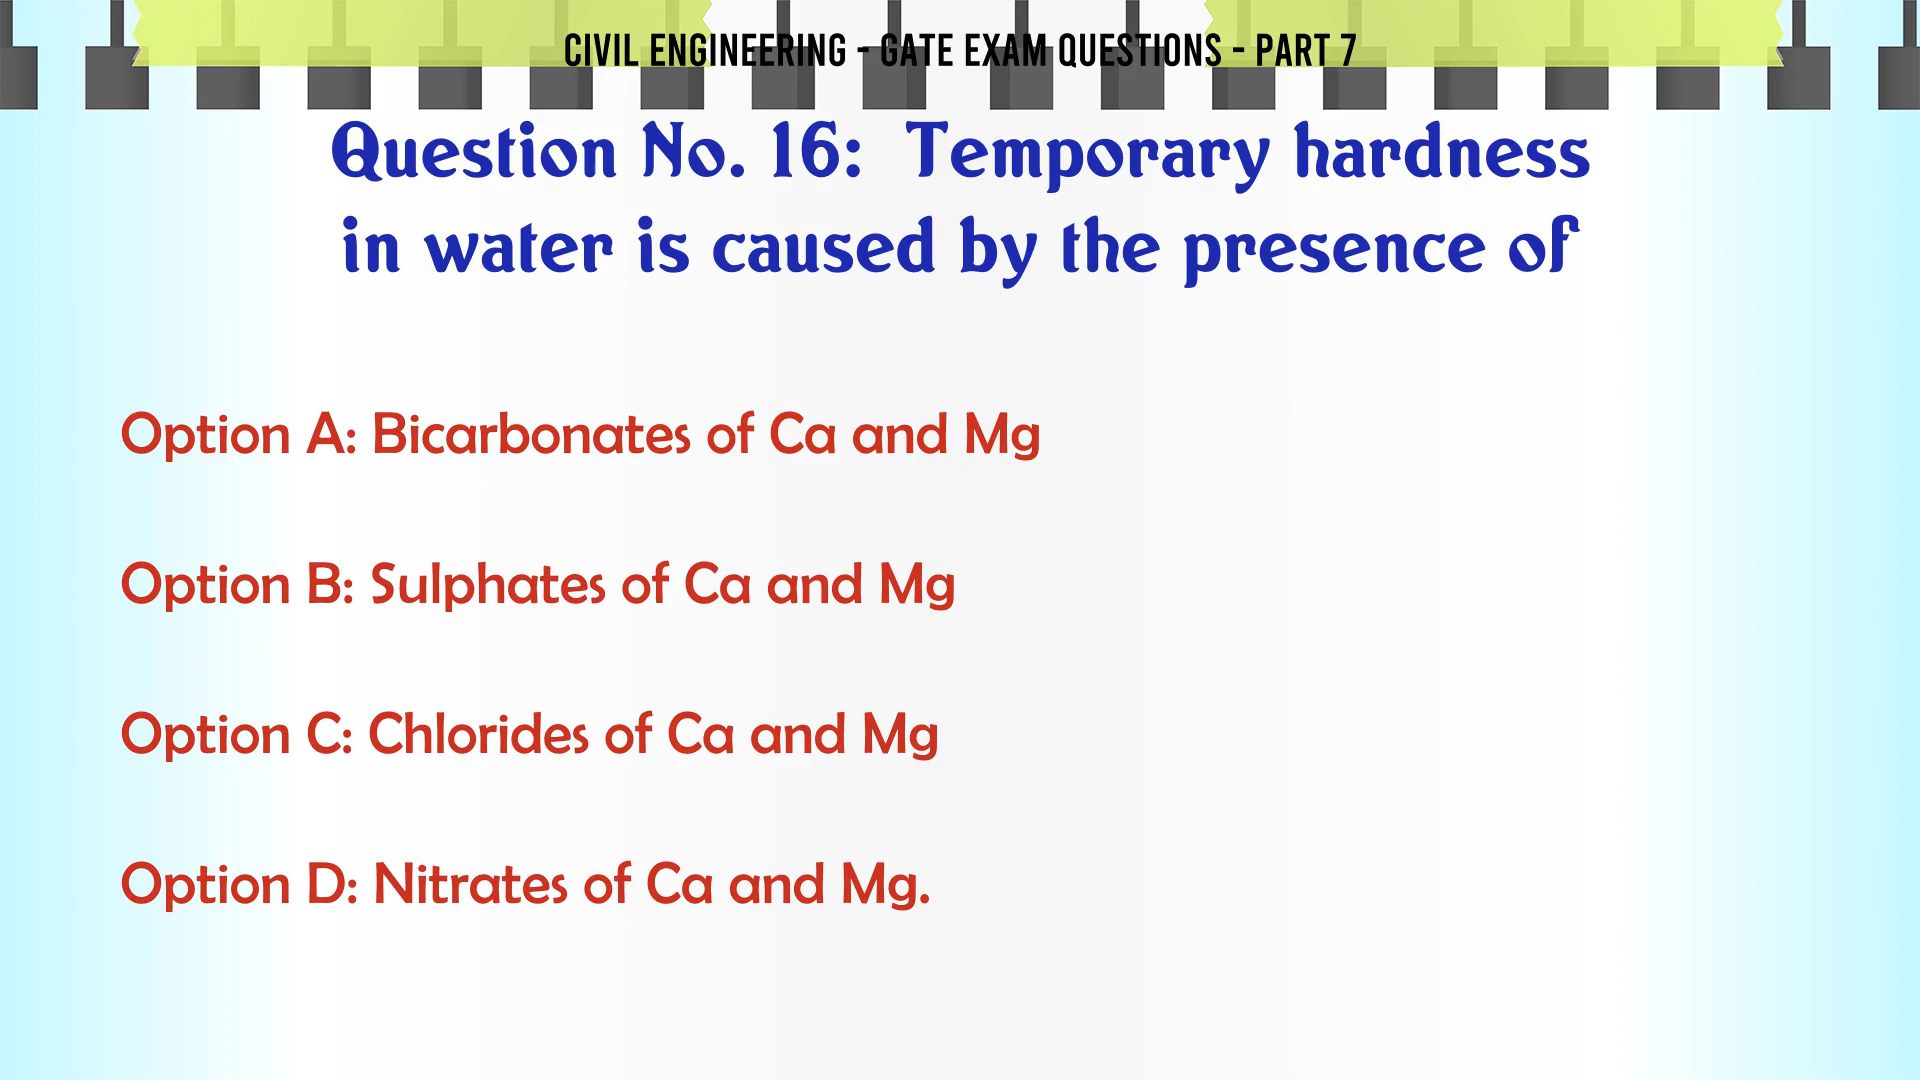 CIVIL ENGINEERING - GATE EXAM QUESTIONS - PART 7
Question No. 16: Temporary hardness
in water is caused by the presence of
Option A: Bicarbonates of Ca and Mg
Option B: Sulphates of Ca and Mg
Option C: Chlorides of Ca and Mg
Option D: Nitrates of Ca and Mg.